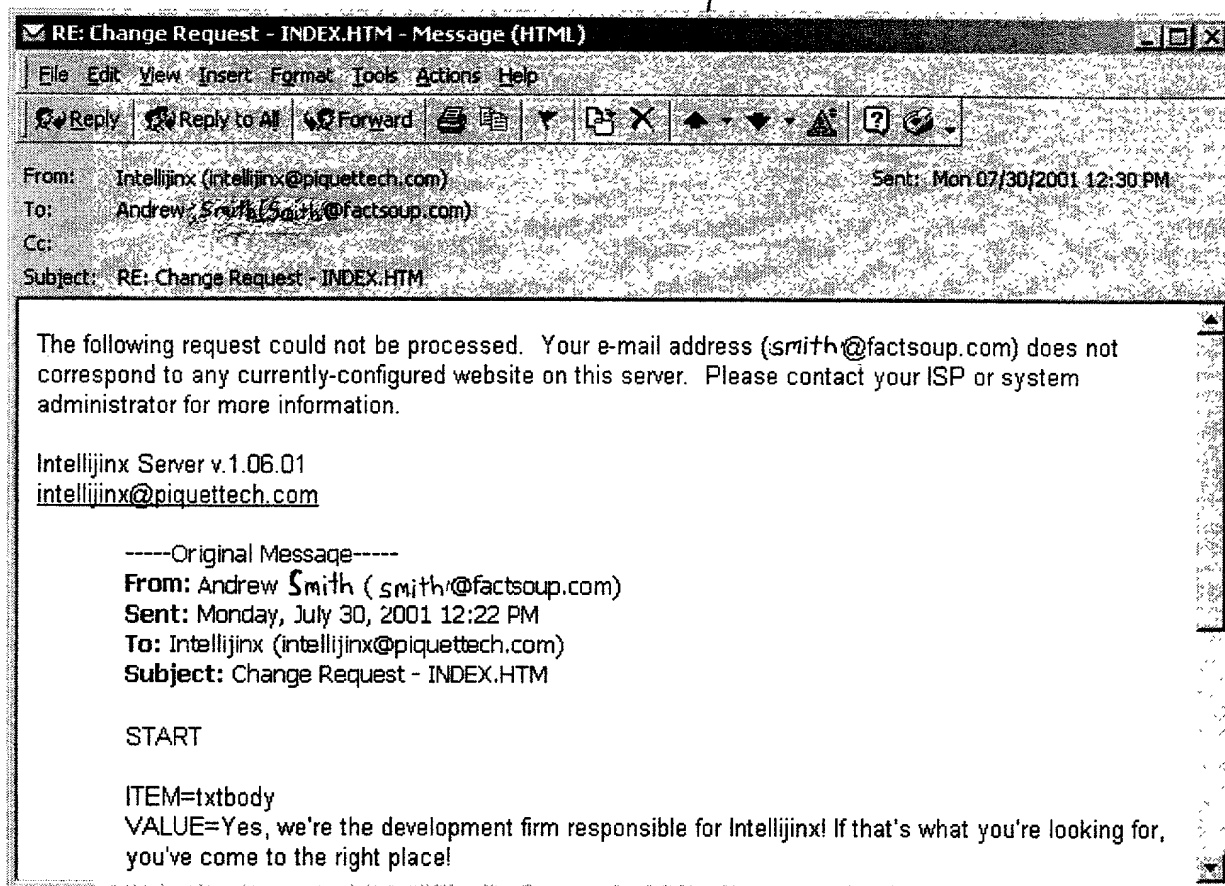 RE: Change Request - INDEX.HTM - Message (HTML)
File Edit View Insert Format Tools Actions Help
Reply Reply to All Forward
From: Intellijinx (intellijinx@piquettech.com) Sent: Mon 07/30/2001 12:30 PM
To: Andrew Smith (Smith@factsoup.com)
Cc:
Subject: RE: Change Request - INDEX.HTM
The following request could not be processed. Your e-mail address (smith@factsoup.com) does not
correspond to any currently-configured website on this server. Please contact your ISP or system
administrator for more information.
Intellijinx Server v.1.06.01
intellijinx@piquettech.com
-----Original Message-----
From: Andrew Smith (smith@factsoup.com)
Sent: Monday, July 30, 2001 12:22 PM
To: Intellijinx (intellijinx@piquettech.com)
Subject: Change Request - INDEX.HTM
START
ITEM=txtbody
VALUE=Yes, we're the development firm responsible for Intellijinx! If that's what you're looking for,
you've come to the right place!